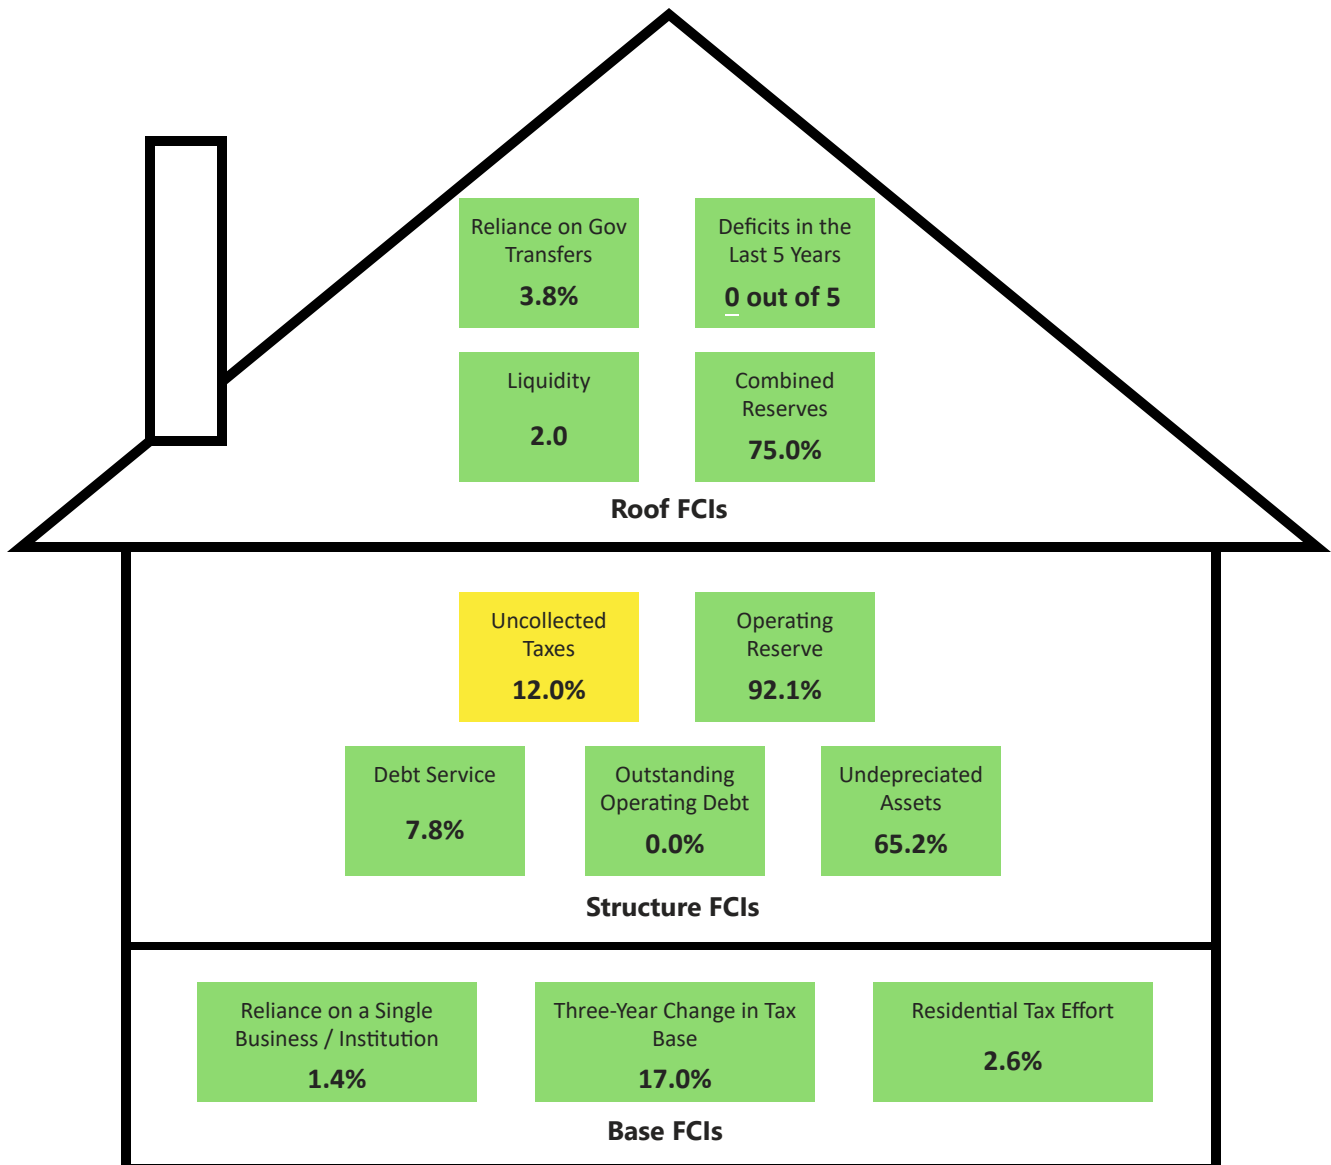 Reliance on Gov
Transfers
3.8%
Deficits in the
Last 5 Years
0 out of 5
Liquidity
2.0
Combined
Reserves
75.0%
Roof FCIs
Uncollected
Taxes
12.0%
Operating
Reserve
92.1%
Debt Service
7.8%
Outstanding
Operating Debt
0.0%
Undepreciated
Assets
65.2%
Structure FCIs
Reliance on a Single
Business / Institution
1.4%
Three-Year Change in Tax
Base
17.0%
Residential Tax Effort
2.6%
Base FCIs